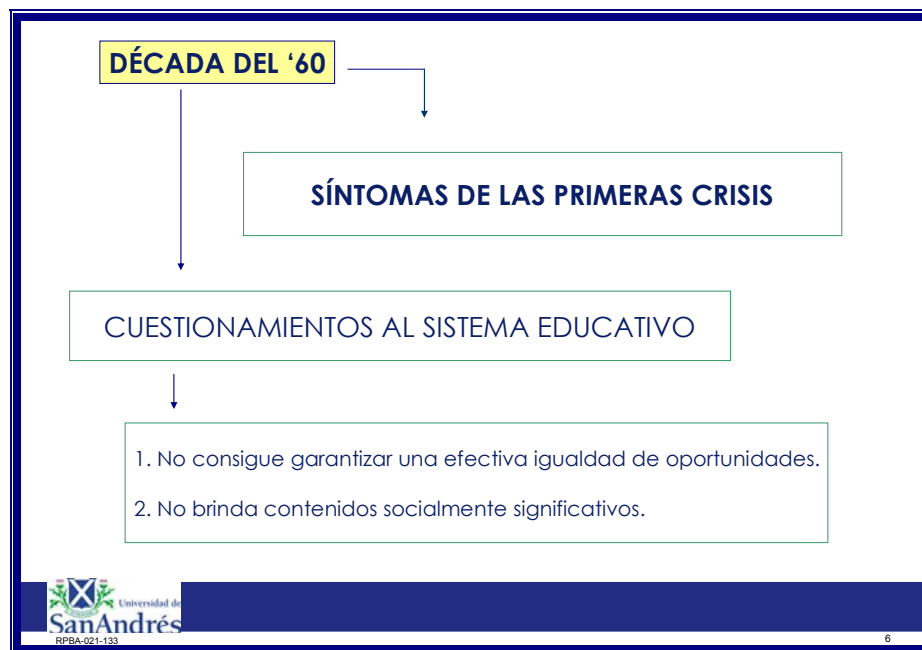 DÉCADA DEL ‘60
SÍNTOMAS DE LAS PRIMERAS CRISIS
CUESTIONAMIENTOS AL SISTEMA EDUCATIVO
1. No consigue garantizar una efectiva igualdad de oportunidades.
2. No brinda contenidos socialmente significativos.
Universidad de
SanAndrés
RPBA-021-133
6